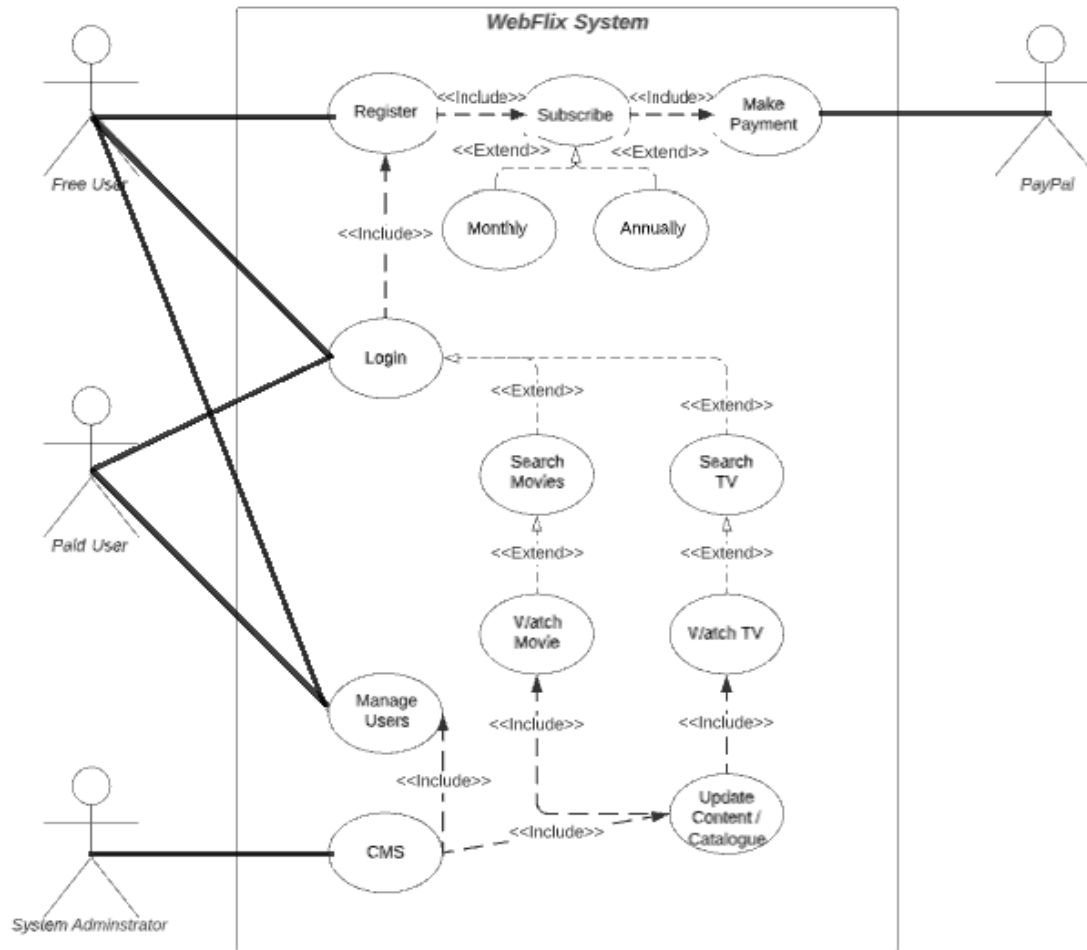 WebFlix System
Register
<<Include>>
Subscribe
<<Include>>
Make
Payment
<<Extend>>
<<Extend>>
Free User
PayPal
Monthly
Annually
<<Include>>
Login
<<Extend>>
<<Extend>>
Search
Movies
Search
TV
Paid User
<<Extend>>
<<Extend>>
Watch
Movie
Watch TV
Manage
Users
<<Include>>
<<Include>>
<<Include>>
Update
Content /
Catalogue
<<Include>>
CMS
System Adminstrator